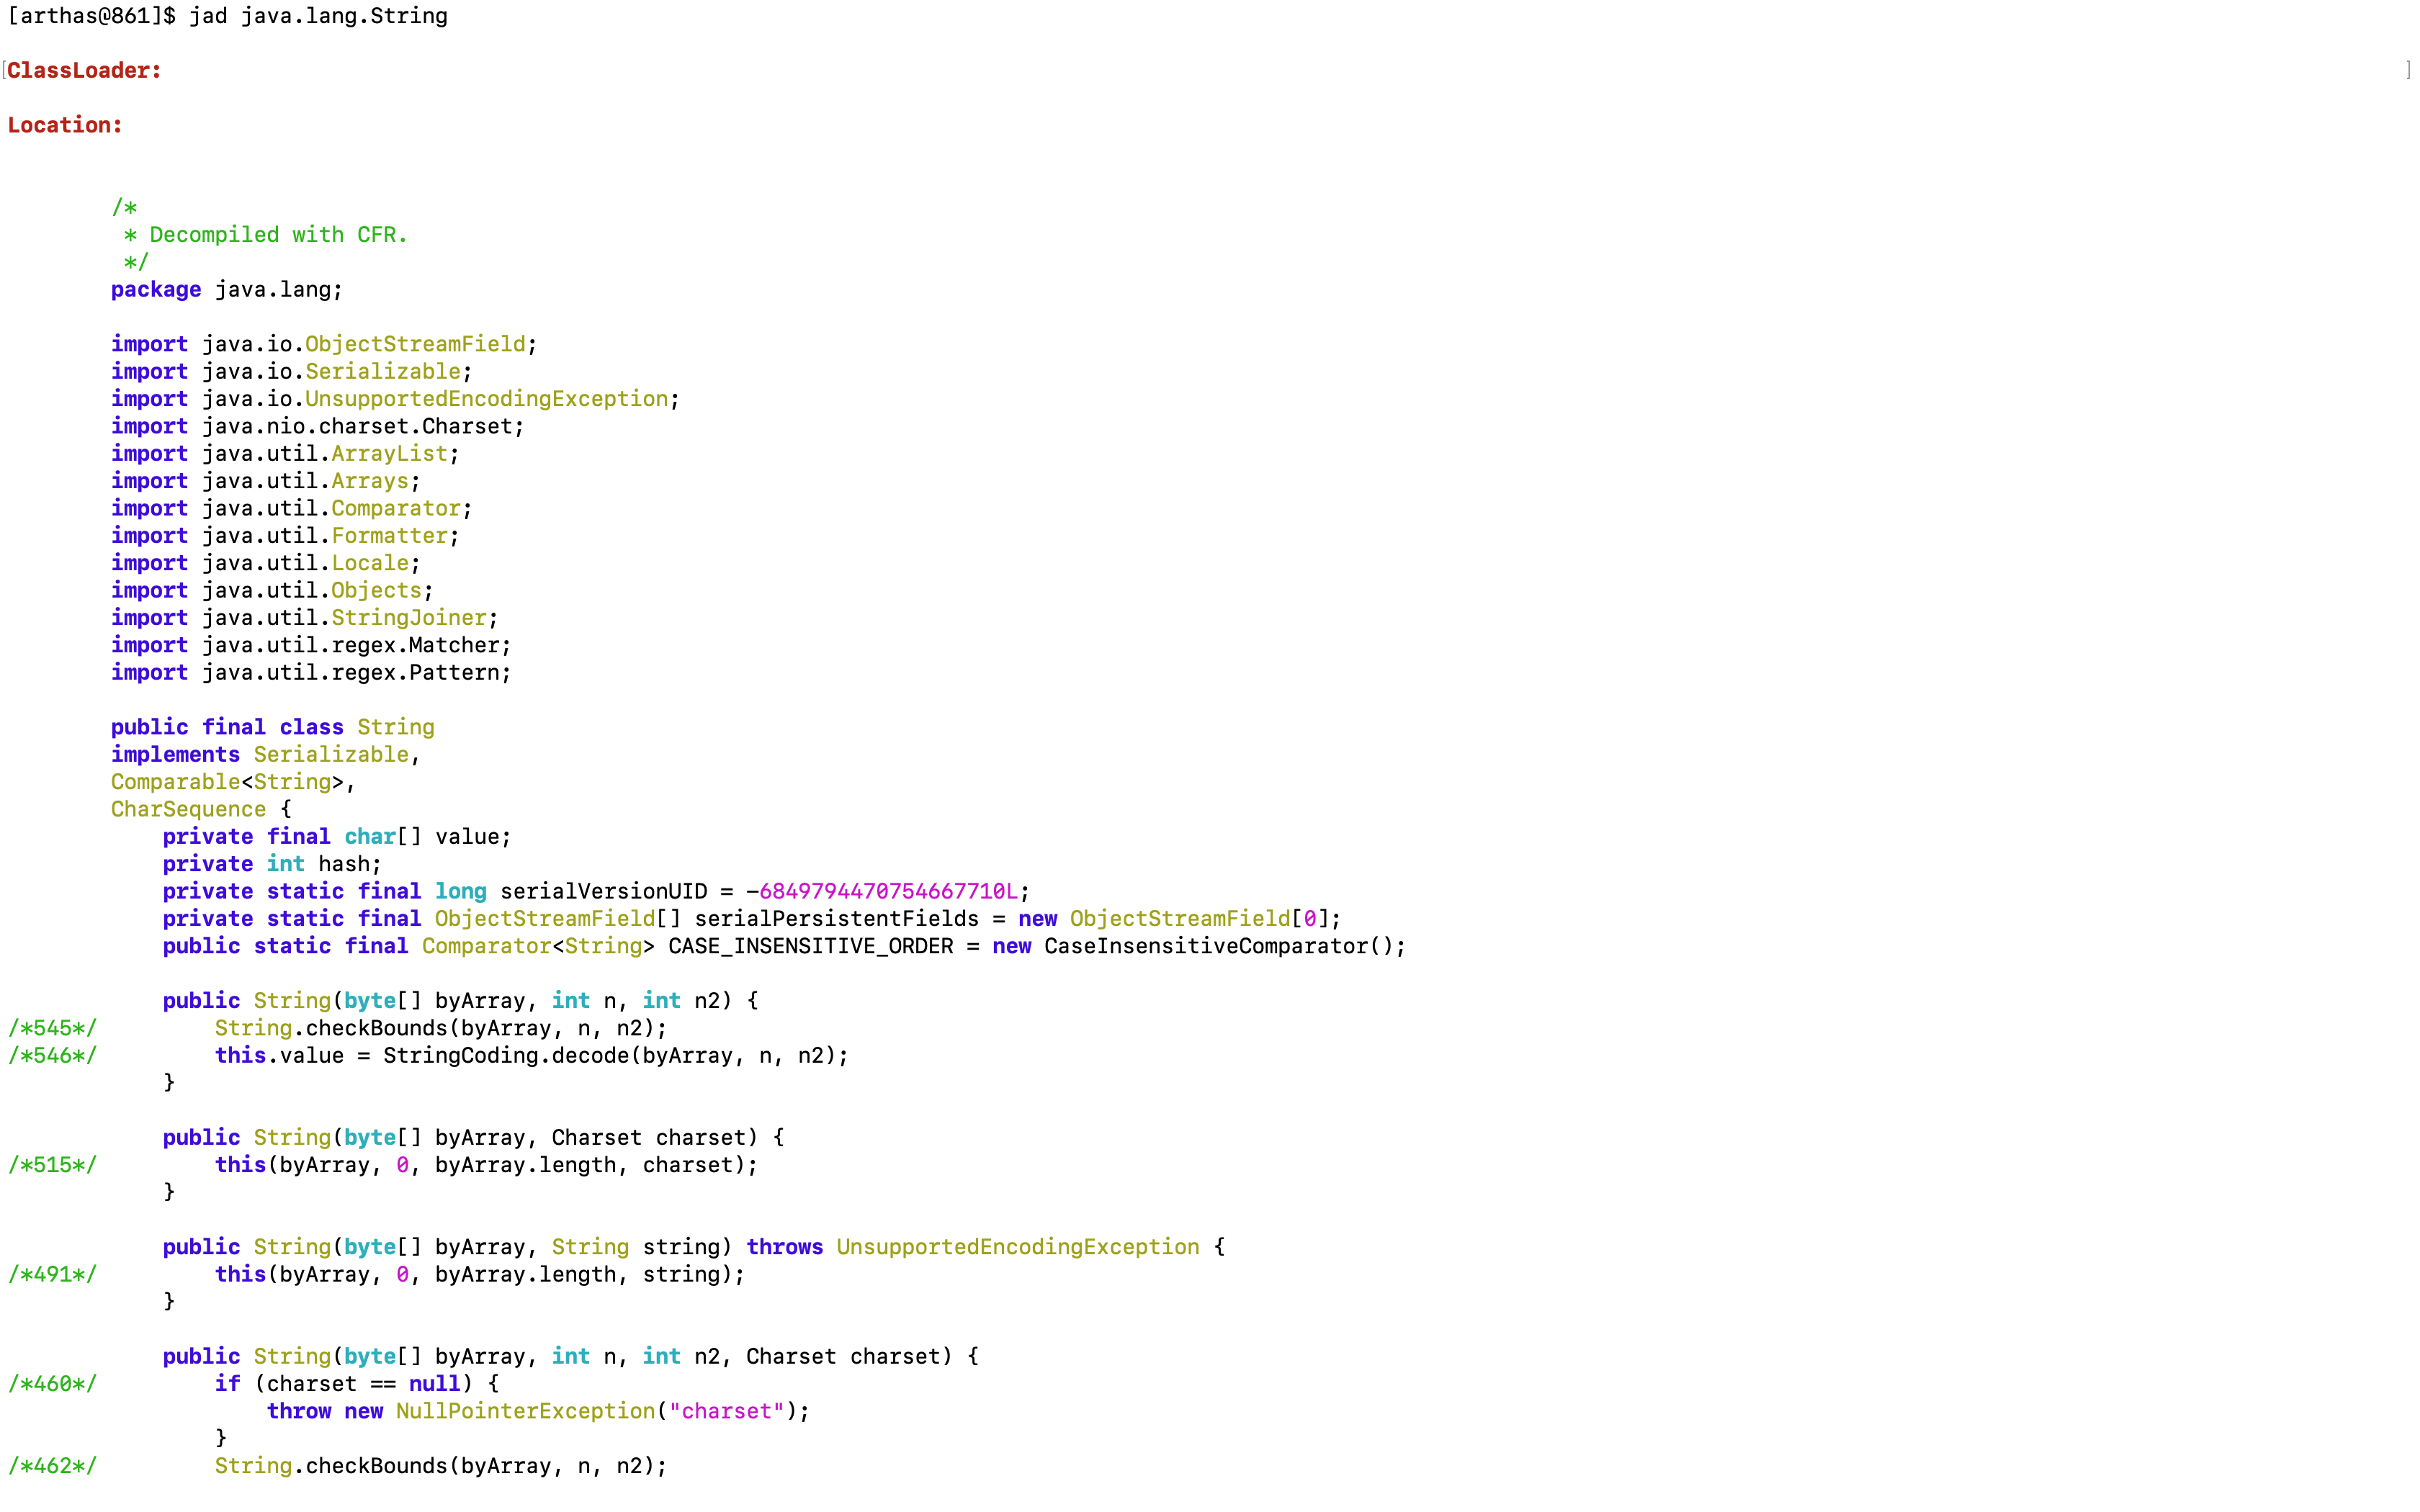 [arthas@861]$ jad java.lang.String
ClassLoader:
Location:
/*
 * Decompiled with CFR.
 */
package java.lang;
import java.io.ObjectStreamField;
import java.io.Serializable;
import java.io.UnsupportedEncodingException;
import java.nio.charset.Charset;
import java.util.ArrayList;
import java.util.Arrays;
import java.util.Comparator;
import java.util.Formatter;
import java.util.Locale;
import java.util.Objects;
import java.util.StringJoiner;
import java.util.regex.Matcher;
import java.util.regex.Pattern;
public final class String
implements Serializable,
Comparable<String>,
CharSequence {
    private final char[] value;
    private int hash;
    private static final long serialVersionUID = -6849794470754667710L;
    private static final ObjectStreamField[] serialPersistentFields = new ObjectStreamField[0];
    public static final Comparator<String> CASE_INSENSITIVE_ORDER = new CaseInsensitiveComparator();
    public String(byte[] byArray, int n, int n2) {
/*545*/         String.checkBounds(byArray, n, n2);
/*546*/         this.value = StringCoding.decode(byArray, n, n2);
    }
    public String(byte[] byArray, Charset charset) {
/*515*/         this(byArray, 0, byArray.length, charset);
    }
    public String(byte[] byArray, String string) throws UnsupportedEncodingException {
/*491*/         this(byArray, 0, byArray.length, string);
    }
    public String(byte[] byArray, int n, int n2, Charset charset) {
/*460*/         if (charset == null) {
            throw new NullPointerException("charset");
        }
/*462*/         String.checkBounds(byArray, n, n2);